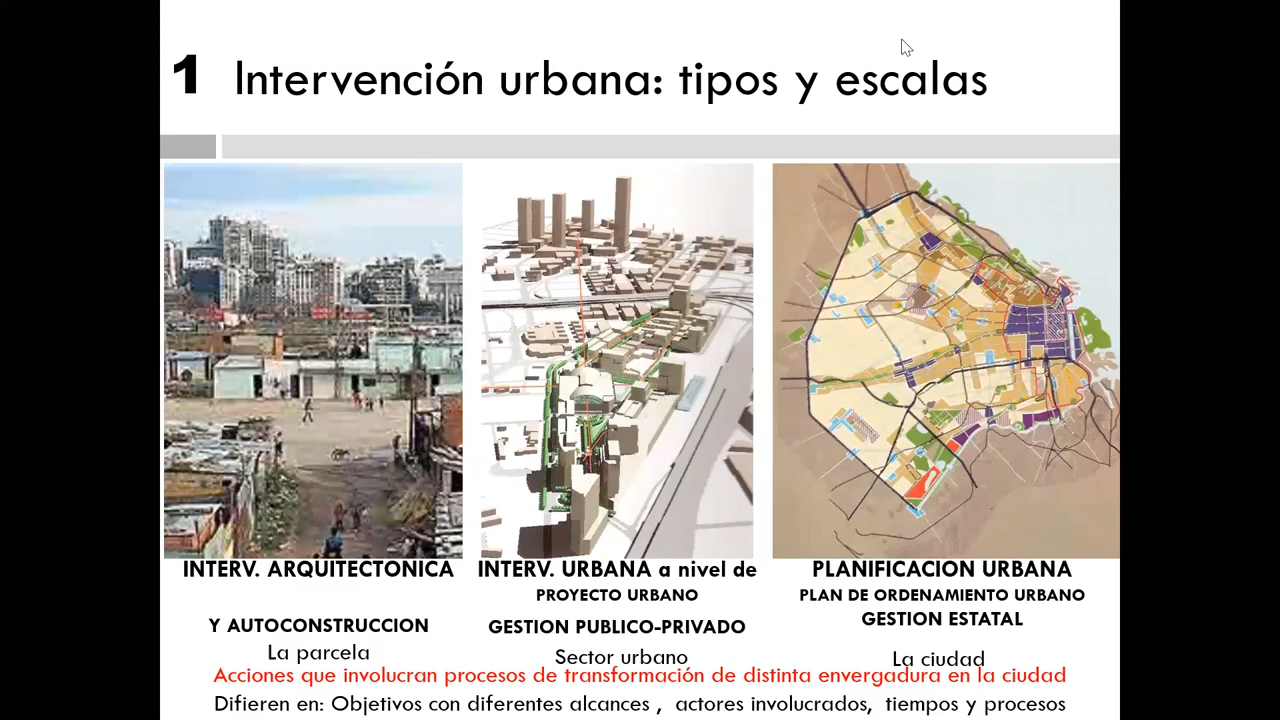 1 Intervención urbana: tipos y escalas
INTERV. ARQUITECTONICA
Y AUTOCONSTRUCCION
La parcela
INTERV. URBANA a nivel de
PROYECTO URBANO
GESTION PUBLICO-PRIVADO
Sector urbano
PLANIFICACION URBANA
PLAN DE ORDENAMIENTO URBANO
GESTION ESTATAL
La ciudad
Acciones que involucran procesos de transformación de distinta envergadura en la ciudad
Difieren en: Objetivos con diferentes alcances , actores involucrados, tiempos y procesos